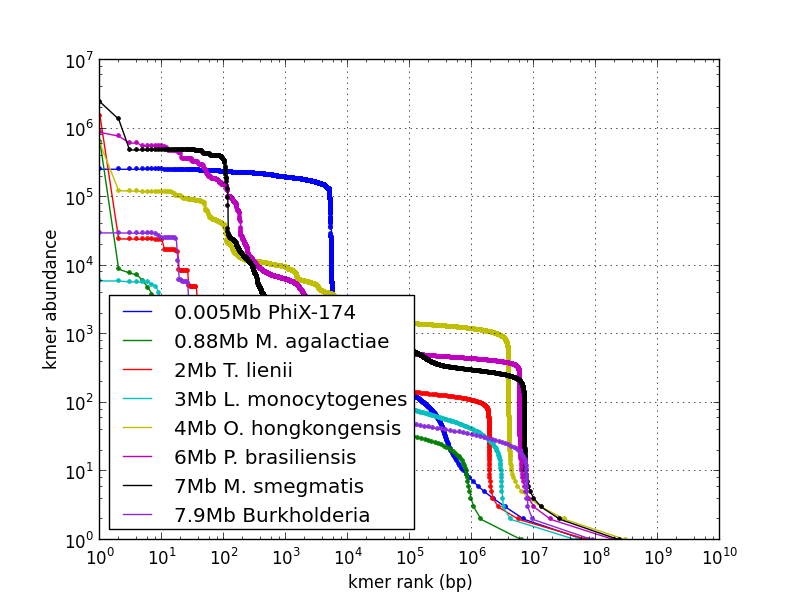 10^7
10^6
10^5
10^4
10^3
10^2
10^1
10^0
kmer abundance
0.005Mb PhiX-174
0.88Mb M. agalactiae
2Mb T. lienii
3Mb L. monocytogenes
4Mb O. hongkongensis
6Mb P. brasiliensis
7Mb M. smegmatis
7.9Mb Burkholderia
10^0 10^1 10^2 10^3 10^4 10^5 10^6 10^7 10^8 10^9 10^10
kmer rank (bp)